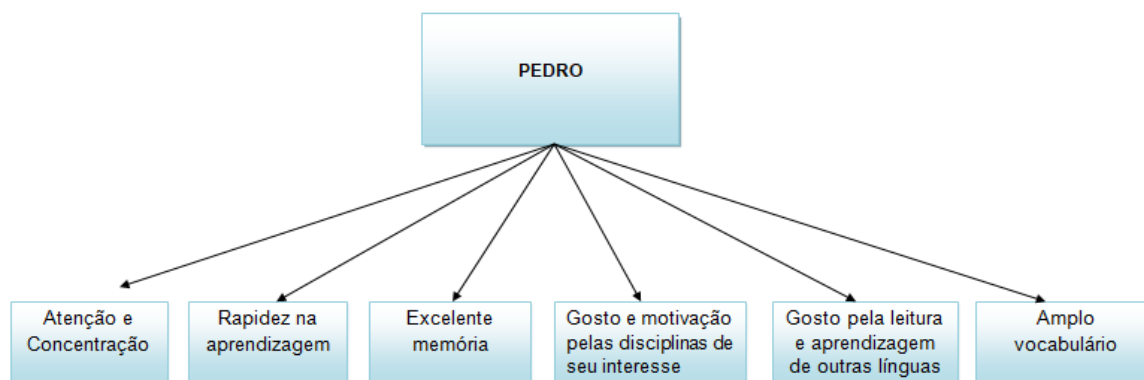 PEDRO
Atenção e
Concentração
Rapidez na
aprendizagem
Excelente
memória
Gosto e motivação
pelas disciplinas de
seu interesse
Gosto pela leitura
e aprendizagem
de outras línguas
Amplo
vocabulário